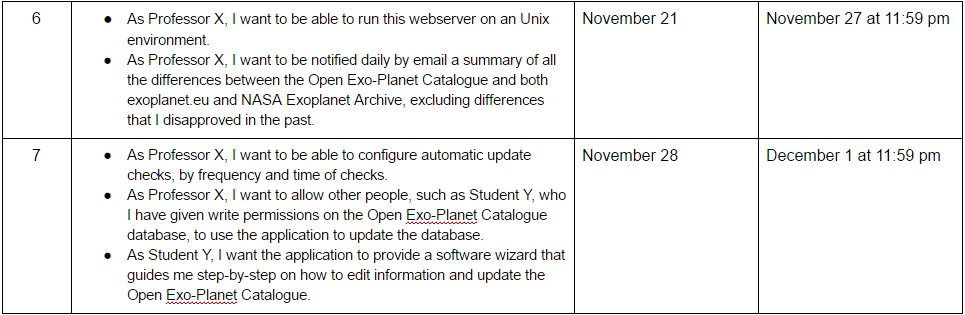 6
● As Professor X, I want to be able to run this webserver on an Unix
environment.
● As Professor X, I want to be notified daily by email a summary of all
the differences between the Open Exo-Planet Catalogue and both
exoplanet.eu and NASA Exoplanet Archive, excluding differences
that I disapproved in the past.
November 21
November 27 at 11:59 pm
7
● As Professor X, I want to be able to configure automatic update
checks, by frequency and time of checks.
● As Professor X, I want to allow other people, such as Student Y, who
I have given write permissions on the Open Exo-Planet Catalogue
database, to use the application to update the database.
● As Student Y, I want the application to provide a software wizard that
guides me step-by-step on how to edit information and update the
Open Exo-Planet Catalogue.
November 28
December 1 at 11:59 pm